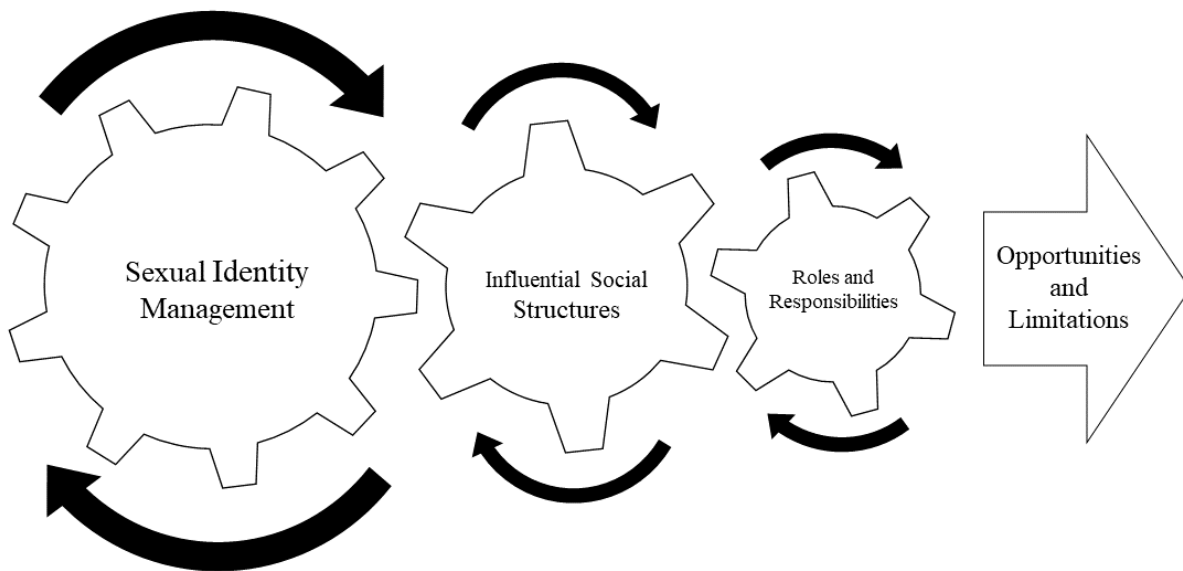 Sexual Identity
Management
Influential Social
Structures
Roles and
Responsibilities
Opportunities
and
Limitations